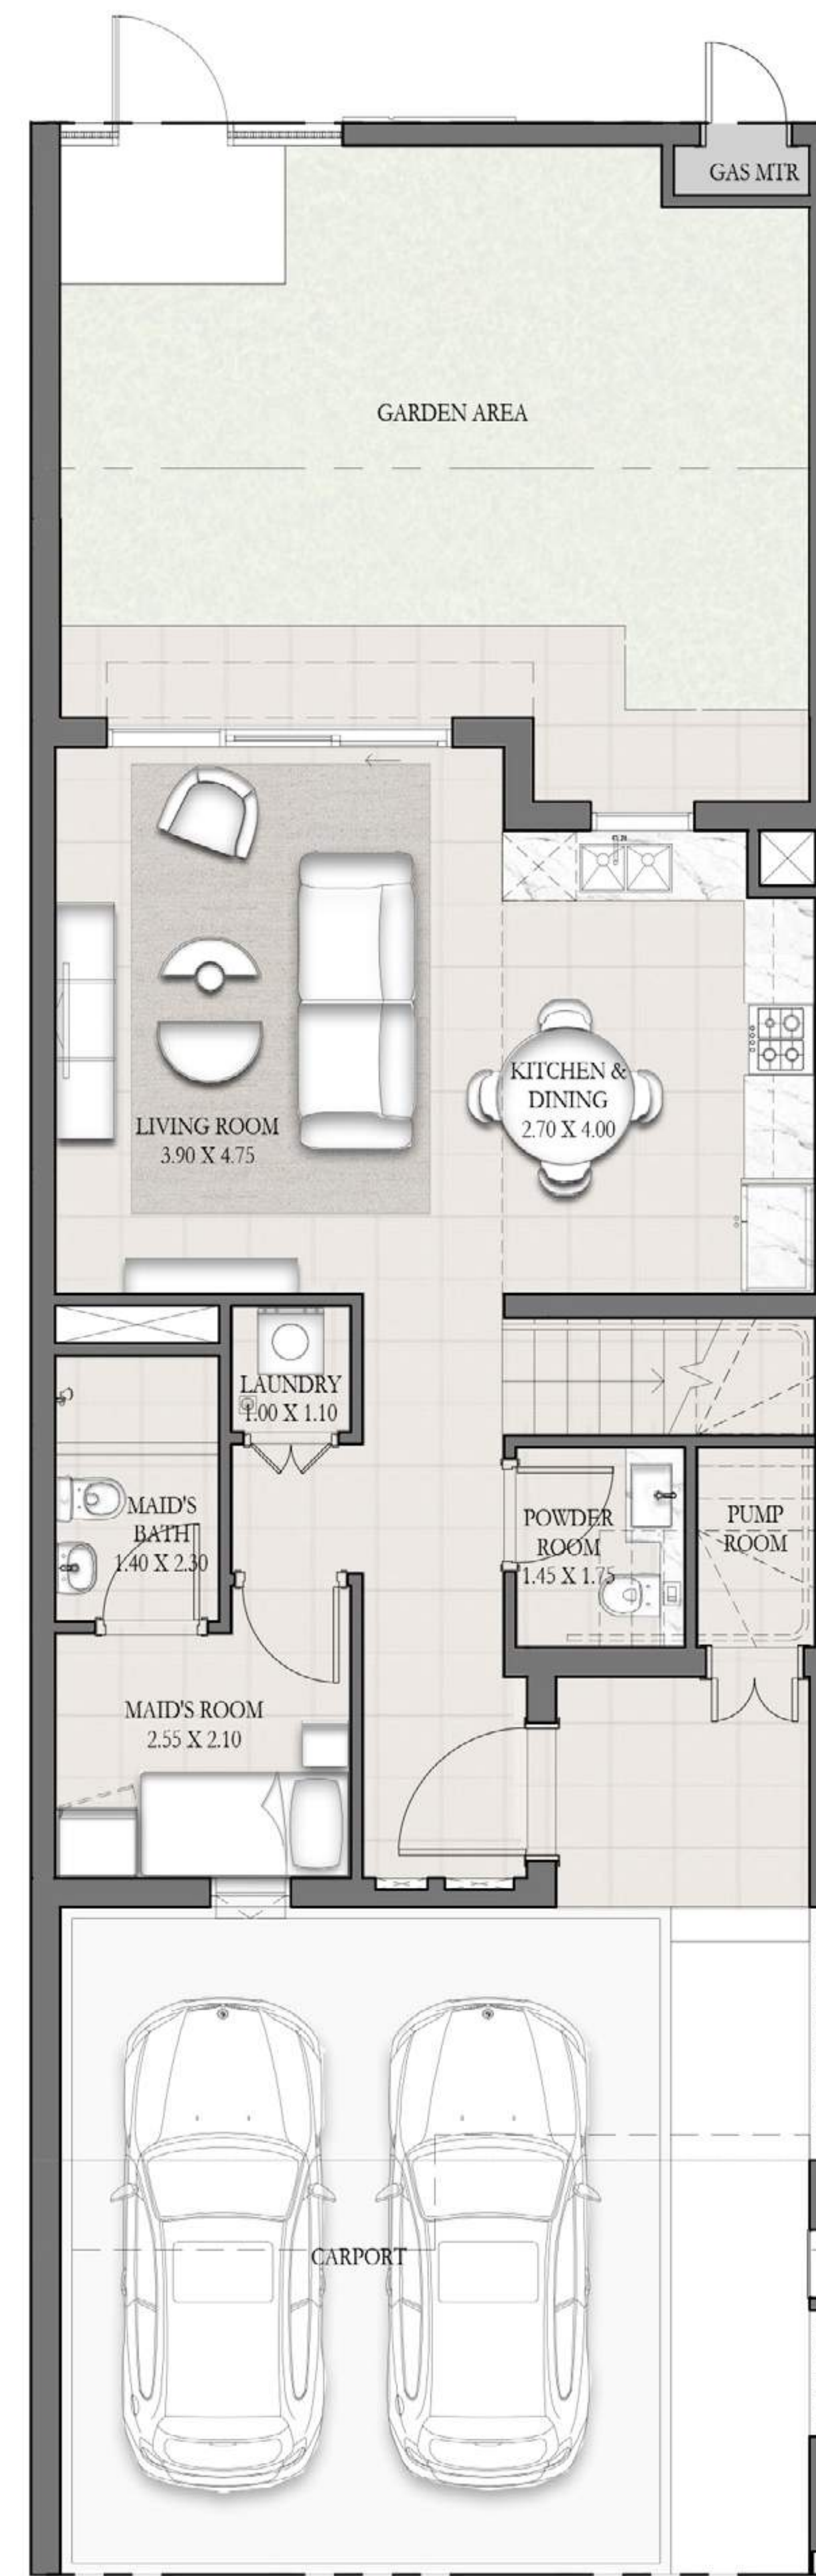 GAS MTR
GARDEN AREA
KITCHEN &
DINING
2.70 X 4.00
LIVING ROOM
3.90 X 4.75
LAUNDRY
1.00 X 1.10
MAID'S
BATH
1.40 X 2.30
POWDER
ROOM
1.45 X 1.75
PUMP
ROOM
MAID'S ROOM
2.55 X 2.10
CARPORT